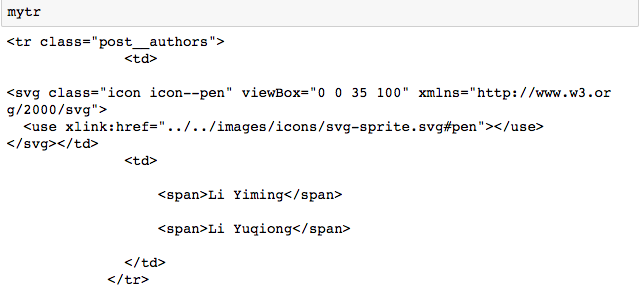 mytr
<tr class="post__authors">
<td>
<svg class="icon icon--pen" viewBox="0 0 35 100" xmlns="http://www.w3.or
g/2000/svg">
<use xlink:href="../../images/icons/svg-sprite.svg#pen"></use>
</svg></td>
<td>
<span>Li Yiming</span>
<span>Li Yuqiong</span>
</td>
</tr>